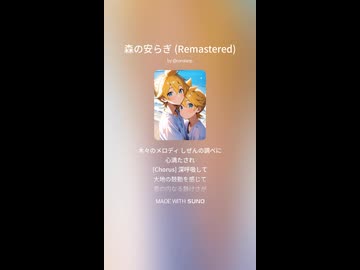 森の安らぎ (Remastered)
木々のメロディ しぜんの調べに
心満たされ
[Chorus] 深呼吸して
大地の鼓動を感じて
MADE WITH SUNO